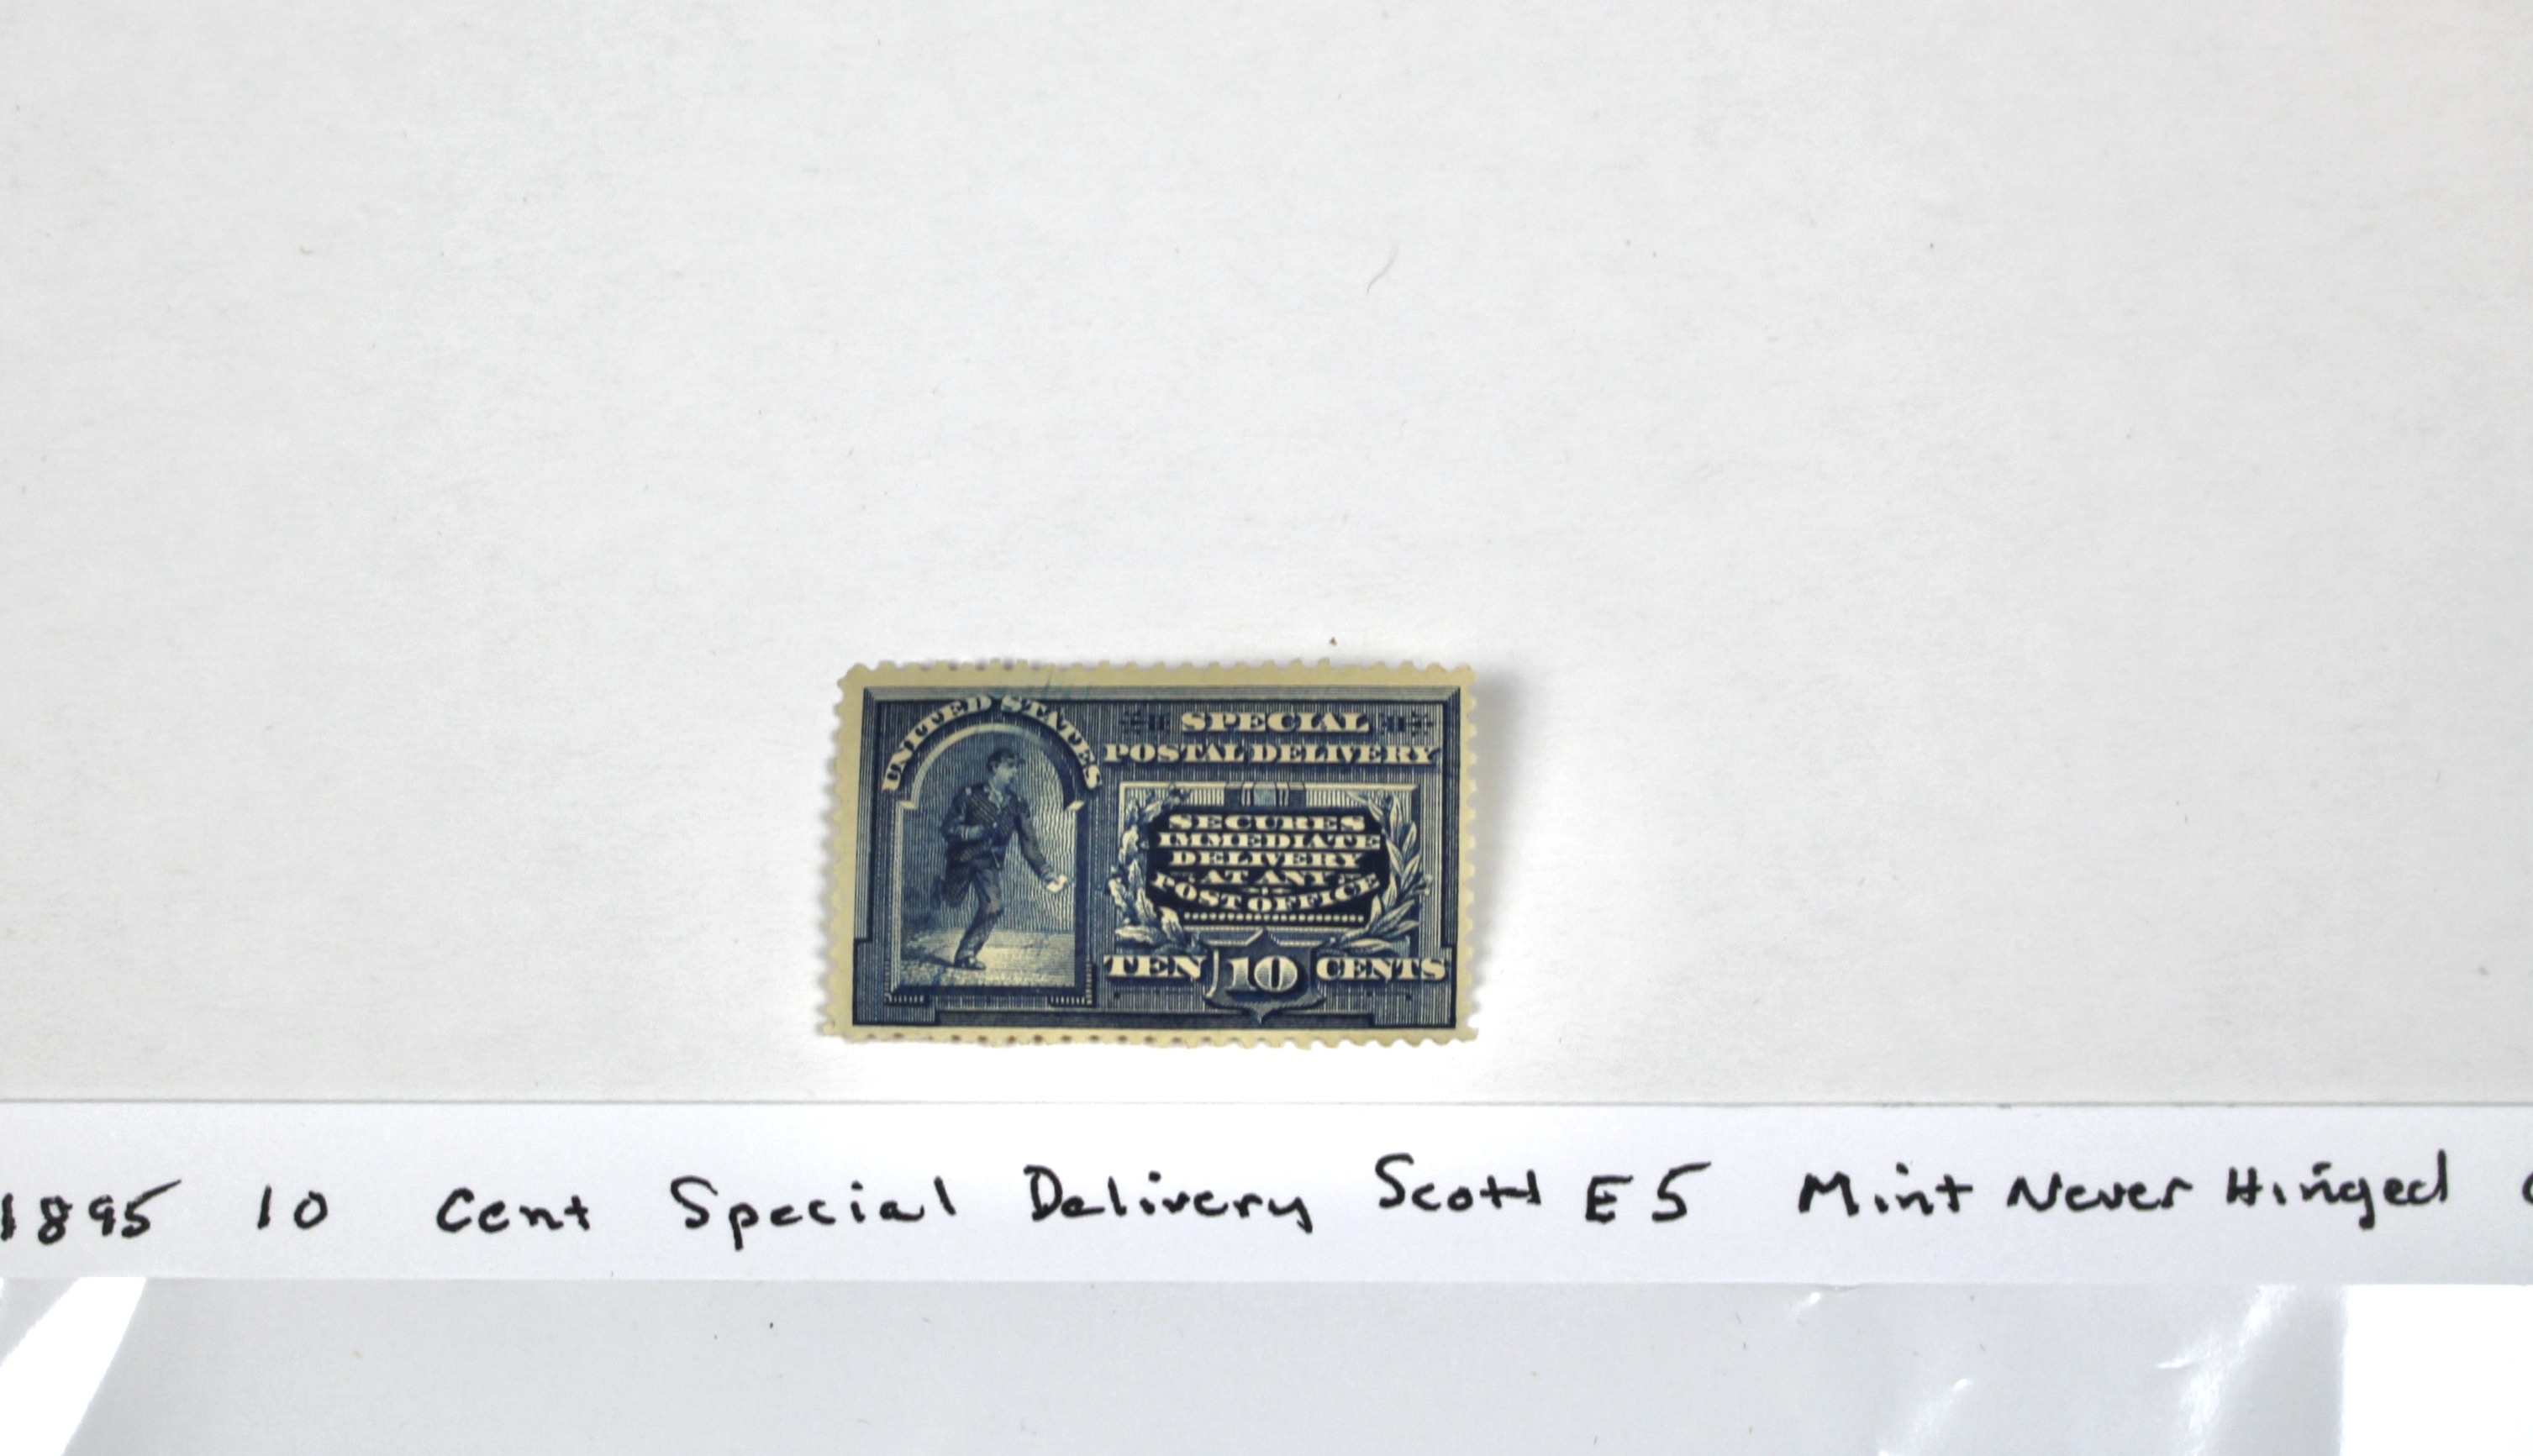 UNITED STATES
SPECIAL
POSTAL DELIVERY
SECURES
IMMEDIATE
DELIVERY
AT ANY
POST OFFICE
TEN 10 CENTS
1895 10 Cent Special Delivery Scott E5 Mint Never Hinged